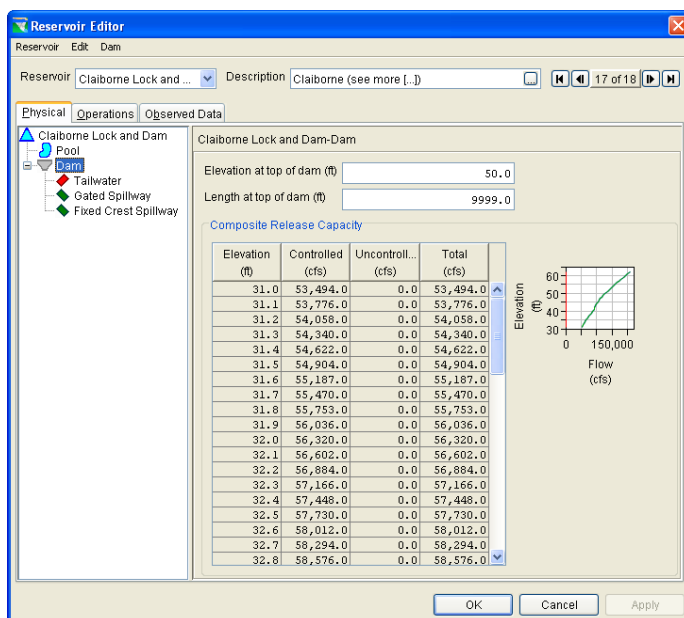 Reservoir Editor
Reservoir Edit Dam
Reservoir Claiborne Lock and ... Description Claiborne (see more [...]) ... 17 of 18
Physical Operations Observed Data
Claiborne Lock and Dam
Pool
Dam
Tailwater
Gated Spillway
Fixed Crest Spillway
Claiborne Lock and Dam-Dam
Elevation at top of dam (ft) 50.0
Length at top of dam (ft) 9999.0
Composite Release Capacity
Elevation Controlled Uncontroll... Total
(ft) (cfs) (cfs) (cfs)
31.0 53,494.0 0.0 53,494.0
31.1 53,776.0 0.0 53,776.0
31.2 54,058.0 0.0 54,058.0
31.3 54,340.0 0.0 54,340.0
31.4 54,622.0 0.0 54,622.0
31.5 54,904.0 0.0 54,904.0
31.6 55,187.0 0.0 55,187.0
31.7 55,470.0 0.0 55,470.0
31.8 55,753.0 0.0 55,753.0
31.9 56,036.0 0.0 56,036.0
32.0 56,320.0 0.0 56,320.0
32.1 56,602.0 0.0 56,602.0
32.2 56,884.0 0.0 56,884.0
32.3 57,166.0 0.0 57,166.0
32.4 57,448.0 0.0 57,448.0
32.5 57,730.0 0.0 57,730.0
32.6 58,012.0 0.0 58,012.0
32.7 58,294.0 0.0 58,294.0
32.8 58,576.0 0.0 58,576.0
Elevation
(ft)
60
50
40
30
0 150,000
Flow
(cfs)
OK Cancel Apply